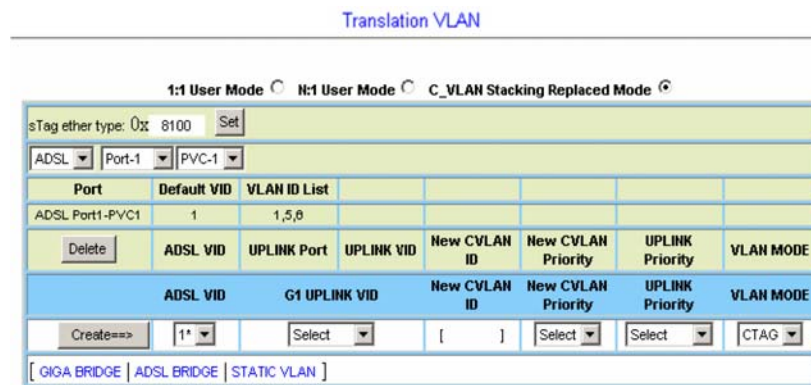 Translation VLAN
1:1 User Mode N:1 User Mode C_VLAN Stacking Replaced Mode
sTag ether type: 0x 8100 Set
ADSL Port-1 PVC-1
Port Default VID VLAN ID List
ADSL Port1-PVC1 1 1,5,6
Delete ADSL VID UPLINK Port UPLINK VID New CVLAN ID New CVLAN Priority UPLINK Priority VLAN MODE
ADSL VID G1 UPLINK VID New CVLAN ID New CVLAN Priority UPLINK Priority VLAN MODE
Create==> 1* Select [ ] Select Select CTAG
[ GIGA BRIDGE | ADSL BRIDGE | STATIC VLAN ]